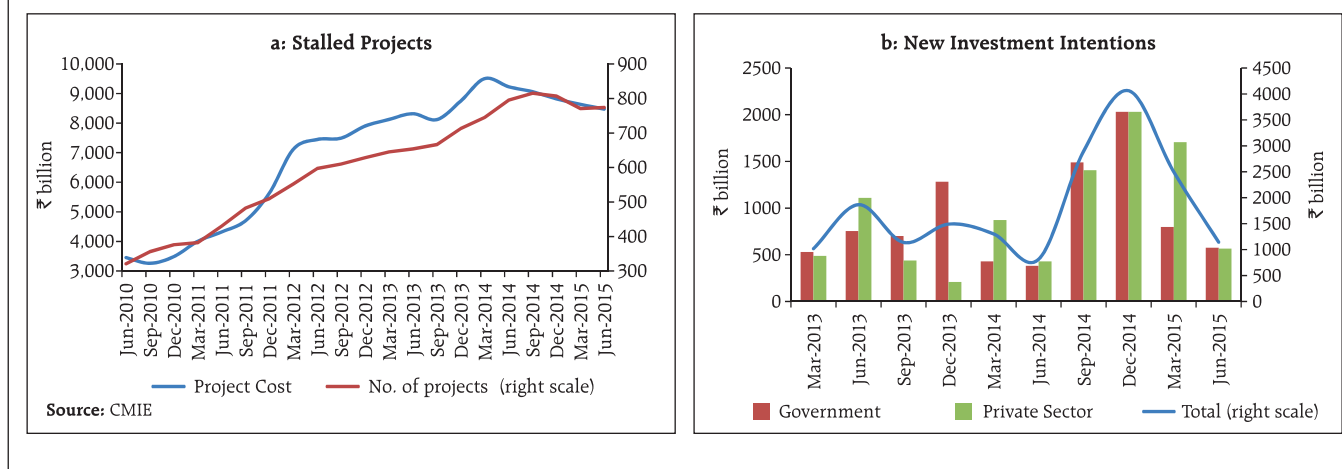 a: Stalled Projects
10,000
9,000
8,000
7,000
6,000
5,000
4,000
3,000
₹ billion
900
800
700
600
500
400
300
Jun-2010
Sep-2010
Dec-2010
Mar-2011
Jun-2011
Sep-2011
Dec-2011
Mar-2012
Jun-2012
Sep-2012
Dec-2012
Mar-2013
Jun-2013
Sep-2013
Dec-2013
Mar-2014
Jun-2014
Sep-2014
Dec-2014
Mar-2015
Jun-2015
Project Cost
No. of projects (right scale)
Source: CMIE
b: New Investment Intentions
2500
2000
1500
1000
500
0
₹ billion
4500
4000
3500
3000
2500
2000
1500
1000
500
0
₹ billion
Mar-2013
Jun-2013
Sep-2013
Dec-2013
Mar-2014
Jun-2014
Sep-2014
Dec-2014
Mar-2015
Jun-2015
Government
Private Sector
Total (right scale)